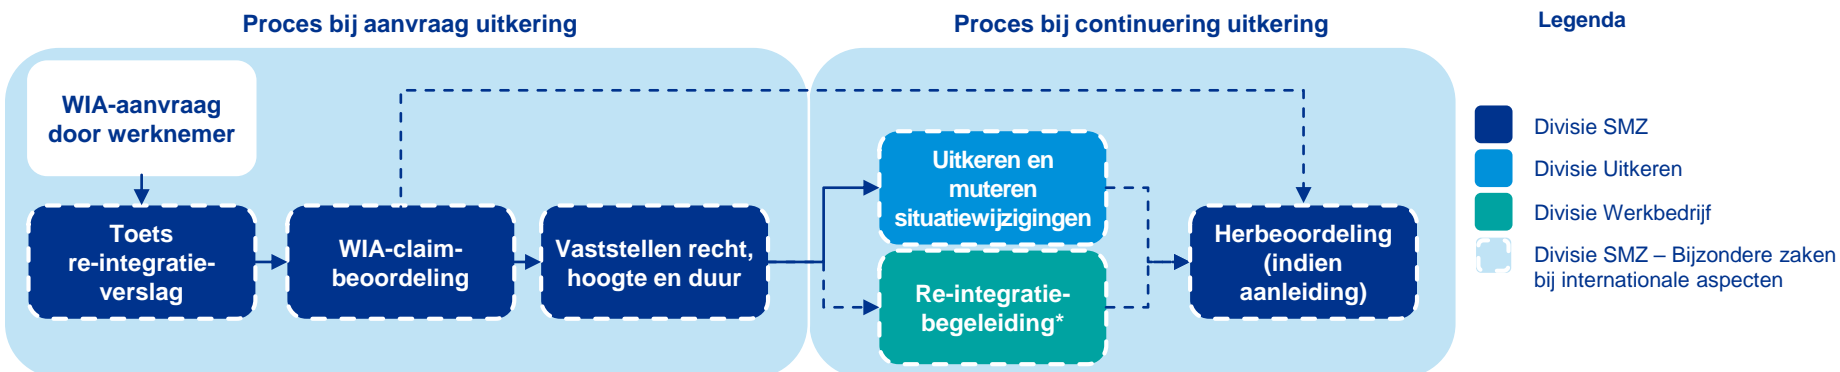 Proces bij aanvraag uitkering
Proces bij continuering uitkering
Legenda
WIA-aanvraag
door werknemer
Toets
re-integratie-
verslag
WIA-claim-
beoordeling
Vaststellen recht,
hoogte en duur
Uitkeren en
muteren
situatiewijzigingen
Re-integratie-
begeleiding*
Herbeoordeling
(indien
aanleiding)
Divisie SMZ
Divisie Uitkeren
Divisie Werkbedrijf
Divisie SMZ – Bijzondere zaken
bij internationale aspecten